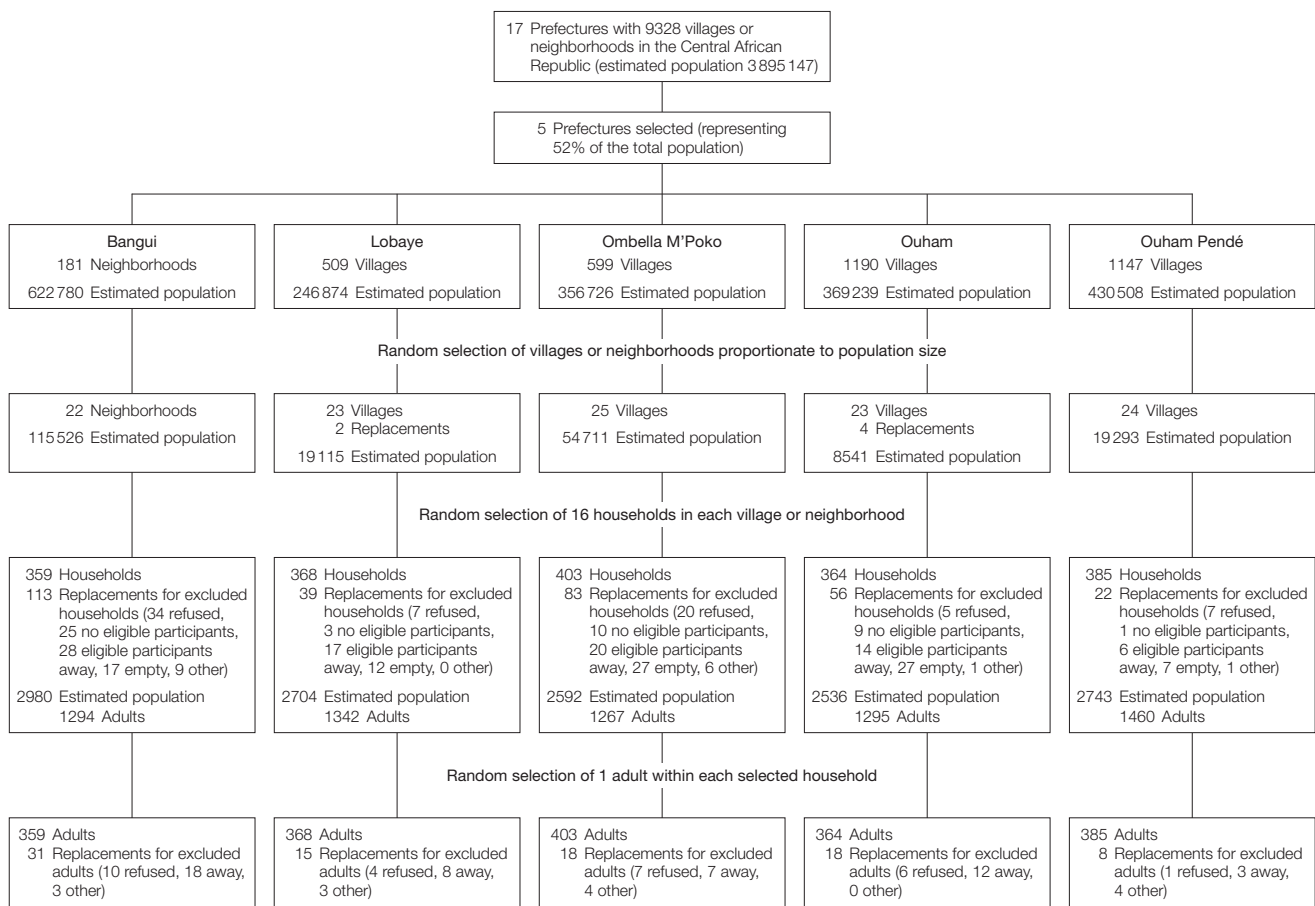 17 Prefectures with 9328 villages or
neighborhoods in the Central African
Republic (estimated population 3 895 147)
5 Prefectures selected (representing
52% of the total population)
Bangui
181 Neighborhoods
622 780 Estimated population
Lobaye
509 Villages
246 874 Estimated population
Ombella M'Poko
599 Villages
356 726 Estimated population
Ouham
1190 Villages
369 239 Estimated population
Ouham Pendé
1147 Villages
430 508 Estimated population
Random selection of villages or neighborhoods proportionate to population size
22 Neighborhoods
115 526 Estimated population
23 Villages
2 Replacements
19 115 Estimated population
25 Villages
54 711 Estimated population
23 Villages
4 Replacements
8541 Estimated population
24 Villages
19 293 Estimated population
Random selection of 16 households in each village or neighborhood
359 Households
113 Replacements for excluded
households (34 refused,
25 no eligible participants,
28 eligible participants
away, 17 empty, 9 other)
2980 Estimated population
1294 Adults
368 Households
39 Replacements for excluded
households (7 refused,
3 no eligible participants,
17 eligible participants
away, 12 empty, 0 other)
2704 Estimated population
1342 Adults
403 Households
83 Replacements for excluded
households (20 refused,
10 no eligible participants,
20 eligible participants
away, 27 empty, 6 other)
2592 Estimated population
1267 Adults
364 Households
56 Replacements for excluded
households (5 refused,
9 no eligible participants,
14 eligible participants
away, 27 empty, 1 other)
2536 Estimated population
1295 Adults
385 Households
22 Replacements for excluded
households (7 refused,
1 no eligible participants,
6 eligible participants
away, 7 empty, 1 other)
2743 Estimated population
1460 Adults
Random selection of 1 adult within each selected household
359 Adults
31 Replacements for excluded
adults (10 refused, 18 away,
3 other)
368 Adults
15 Replacements for excluded
adults (4 refused, 8 away,
3 other)
403 Adults
18 Replacements for excluded
adults (7 refused, 7 away,
4 other)
364 Adults
18 Replacements for excluded
adults (6 refused, 12 away,
0 other)
385 Adults
8 Replacements for excluded
adults (1 refused, 3 away,
4 other)